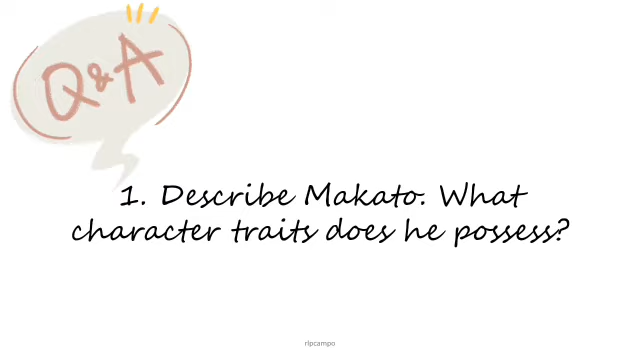 Q&A
1. Describe Makato. What
character traits does he possess?
rlpcampo